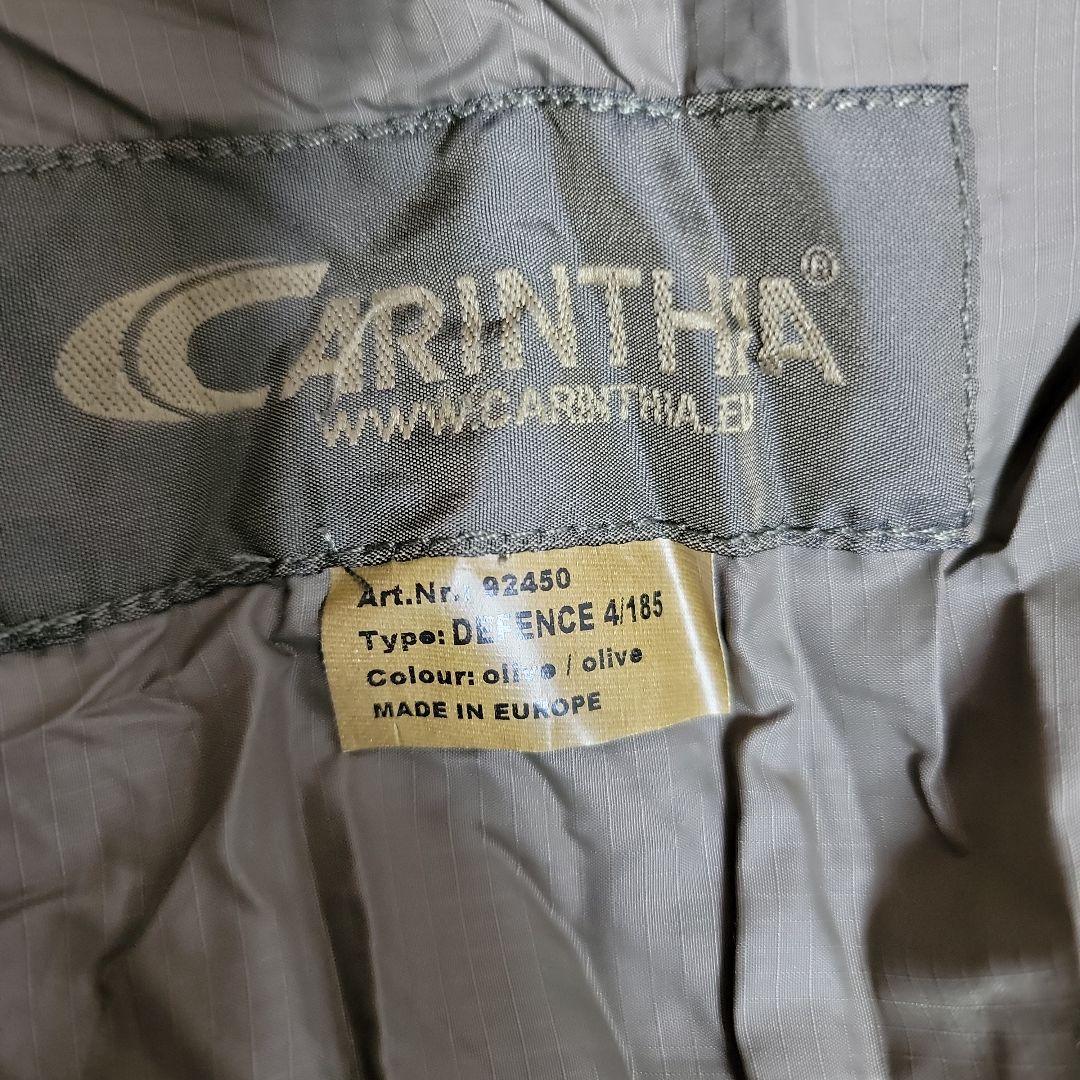 CARINTHIA®
WWW.CARINTHIA.EU
Art.Nr.: 92450
Type: DEFENCE 4/185
Colour: olive / olive
MADE IN EUROPE